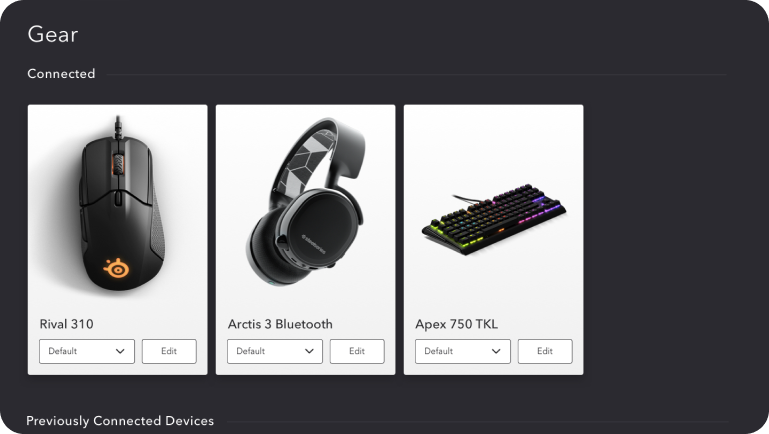 Gear
Connected
steelseries
Rival 310
Arctis 3 Bluetooth
Apex 750 TKL
Default
Edit
Default
Edit
Default
Edit
Previously Connected Devices